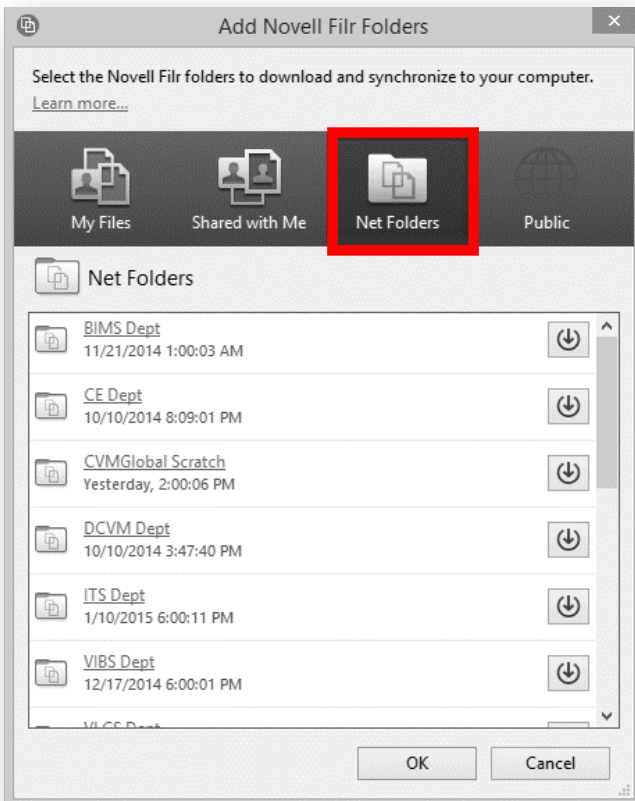 Add Novell Filr Folders
Select the Novell Filr folders to download and synchronize to your computer.
Learn more...
My Files
Shared with Me
Net Folders
Public
Net Folders
BIMS Dept
11/21/2014 1:00:03 AM
CE Dept
10/10/2014 8:09:01 PM
CVMGlobal Scratch
Yesterday, 2:00:06 PM
DCVM Dept
10/10/2014 3:47:40 PM
ITS Dept
1/10/2015 6:00:11 PM
VIBS Dept
12/17/2014 6:00:01 PM
Dept
OK
Cancel